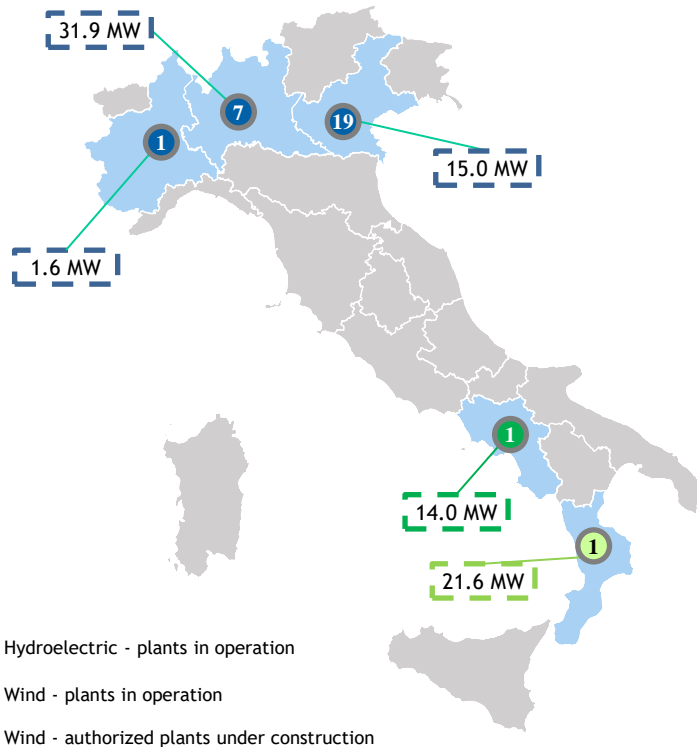 31.9 MW
7
19
1
15.0 MW
1.6 MW
1
14.0 MW
1
21.6 MW
Hydroelectric - plants in operation
Wind - plants in operation
Wind - authorized plants under construction